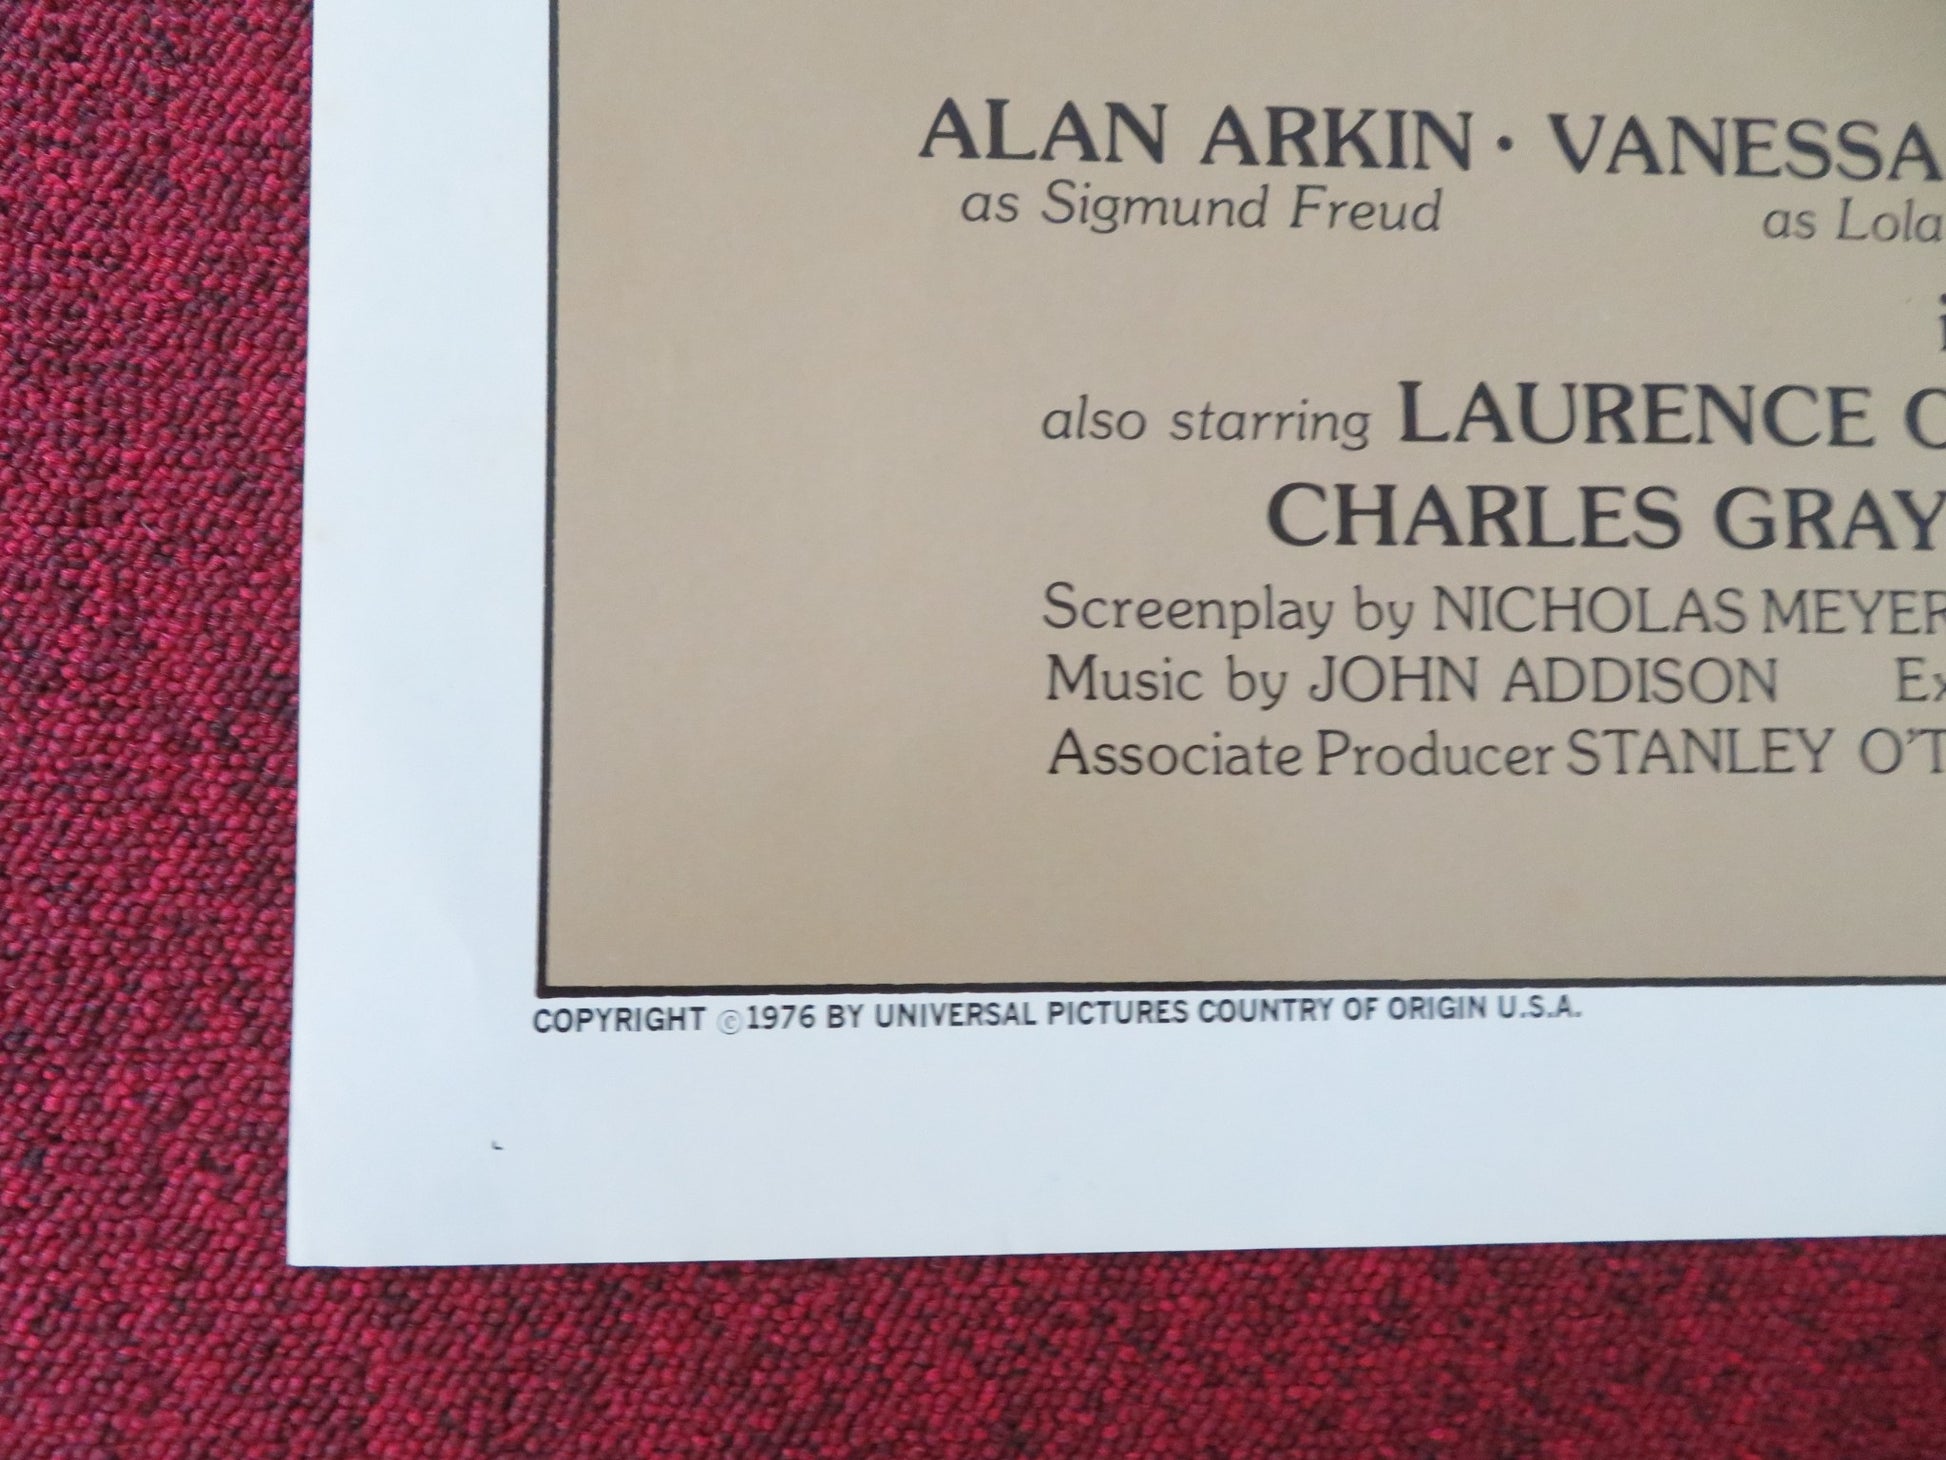 ALAN ARKIN · VANESSA
as Sigmund Freud as Lola
also starring LAURENCE O
CHARLES GRAY
Screenplay by NICHOLAS MEYER
Music by JOHN ADDISON Ex
Associate Producer STANLEY O'T
COPYRIGHT ©1976 BY UNIVERSAL PICTURES COUNTRY OF ORIGIN U.S.A.